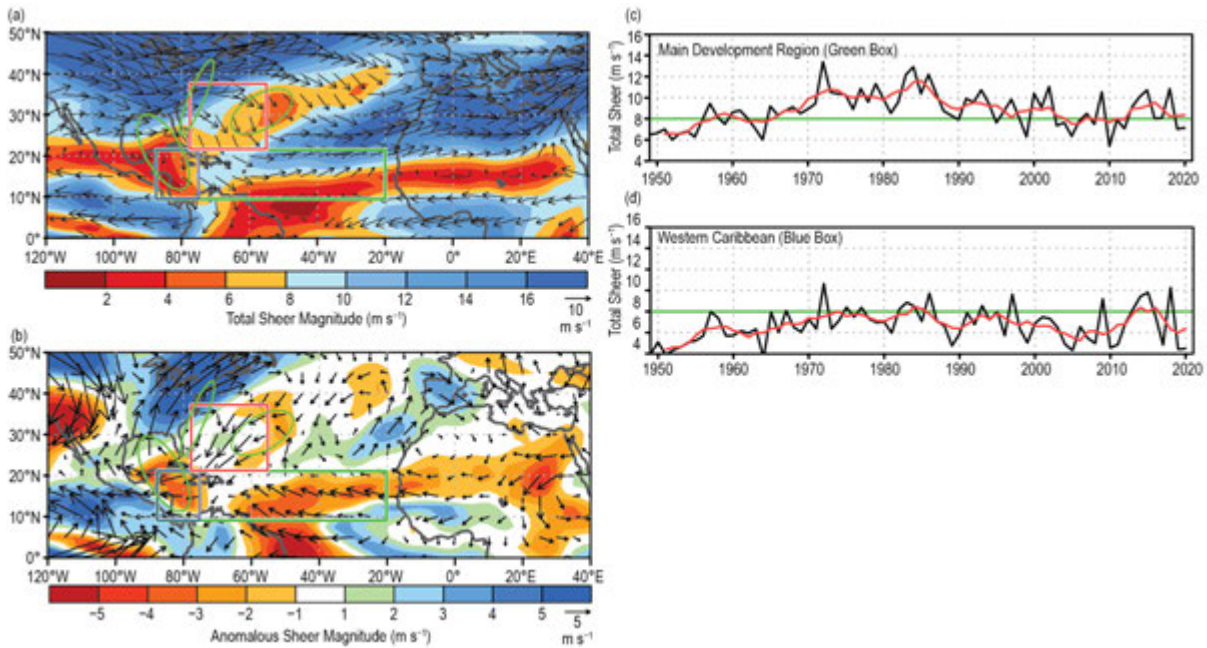 (a)
50°N
40°N
30°N
20°N
10°N
0°
120°W 100°W 80°W 60°W 40°W 20°W 0° 20°E 40°E
2 4 6 8 10 12 14 16 10
Total Sheer Magnitude (m s⁻¹) m s⁻¹
(b)
50°N
40°N
30°N
20°N
10°N
0°
120°W 100°W 80°W 60°W 40°W 20°W 0° 20°E 40°E
−5 −4 −3 −2 −1 1 2 3 4 5 5
Anomalous Sheer Magnitude (m s⁻¹) m s⁻¹
(c)
Main Development Region (Green Box)
Total Sheer (m s⁻¹)
16
14
12
10
8
6
4
1950 1960 1970 1980 1990 2000 2010 2020
(d)
Western Caribbean (Blue Box)
Total Sheer (m s⁻¹)
16
14
12
10
8
6
4
1950 1960 1970 1980 1990 2000 2010 2020